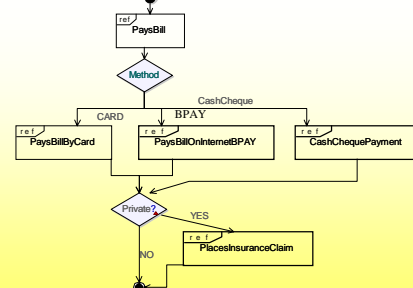 ref
PaysBill
Method
CashCheque
CARD
BPAY
ref
PaysBillByCard
ref
PaysBillOnInternetBPAY
ref
CashChequePayment
Private?
YES
ref
PlacesInsuranceClaim
NO